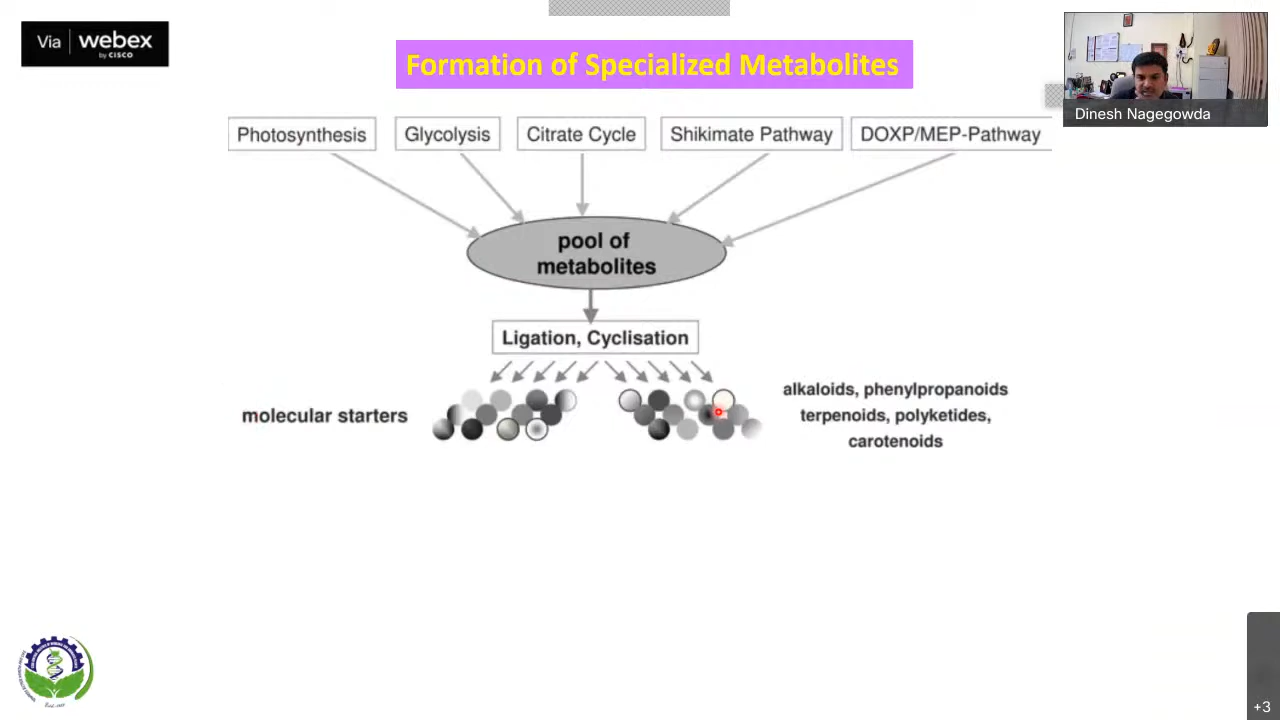 Via webex
by CISCO
Formation of Specialized Metabolites
Dinesh Nagegowda
Photosynthesis
Glycolysis
Citrate Cycle
Shikimate Pathway
DOXP/MEP-Pathway
pool of
metabolites
Ligation, Cyclisation
molecular starters
alkaloids, phenylpropanoids
terpenoids, polyketides,
carotenoids
+3